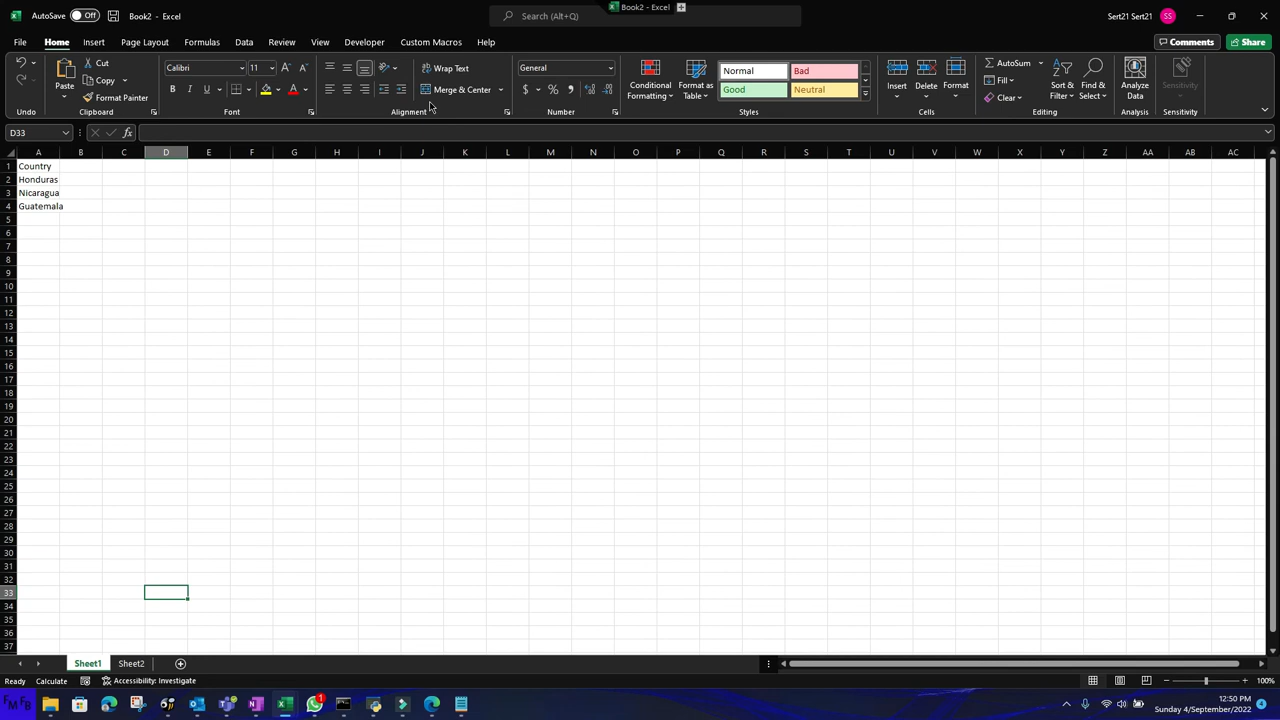 Book2 - Excel
AutoSave Off Book2 - Excel Search (Alt+Q) Sert21 Sert21 SS
File Home Insert Page Layout Formulas Data Review View Developer Custom Macros Help Comments Share
Paste Cut Copy Format Painter
Calibri 11 A A
B I U A
Wrap Text
Merge & Center
General
$ % ,
Conditional Formatting Format as Table
Normal Bad
Good Neutral
Insert Delete Format
AutoSum Fill Clear
Sort & Filter Find & Select
Analyze Data Sensitivity
Undo Clipboard Font Alignment Number Styles Cells Editing Analysis Sensitivity
D33 fx
A B C D E F G H I J K L M N O P Q R S T U V W X Y Z AA AB AC
1 Country
2 Honduras
3 Nicaragua
4 Guatemala
5
6
7
8
9
10
11
12
13
14
15
16
17
18
19
20
21
22
23
24
25
26
27
28
29
30
31
32
33
34
35
36
37
Sheet1 Sheet2
Ready Calculate Accessibility: Investigate 100%
FMFB 1 12:50 PM
Sunday 4/September/2022